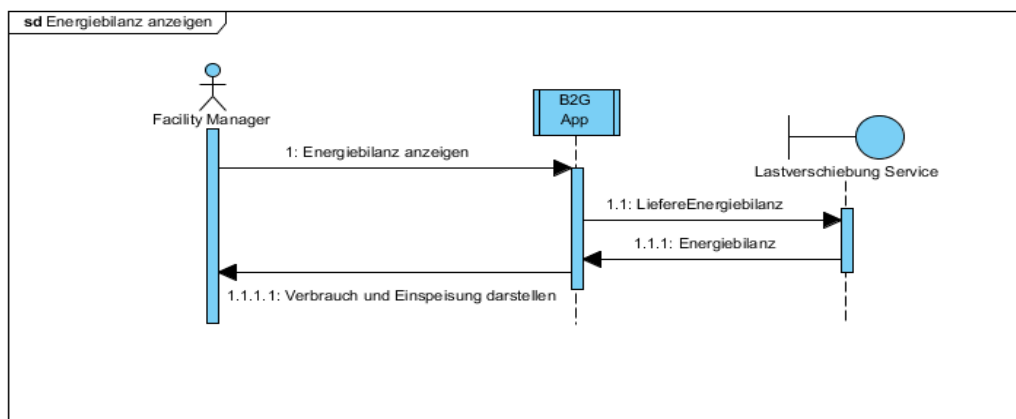 sd Energiebilanz anzeigen
Facility Manager
B2G
App
Lastverschiebung Service
1: Energiebilanz anzeigen
1.1: LiefereEnergiebilanz
1.1.1: Energiebilanz
1.1.1.1: Verbrauch und Einspeisung darstellen